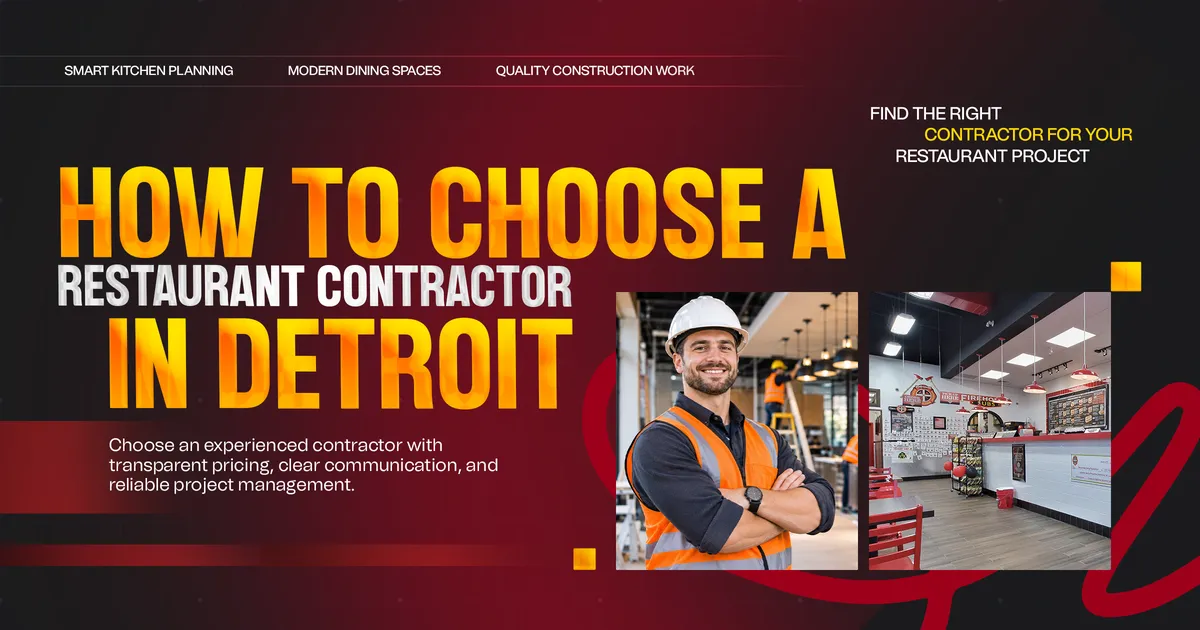 SMART KITCHEN PLANNING
MODERN DINING SPACES
QUALITY CONSTRUCTION WORK
FIND THE RIGHT
CONTRACTOR FOR YOUR
RESTAURANT PROJECT
HOW TO CHOOSE A
RESTAURANT CONTRACTOR
IN DETROIT
Choose an experienced contractor with
transparent pricing, clear communication, and
reliable project management.
SUBS